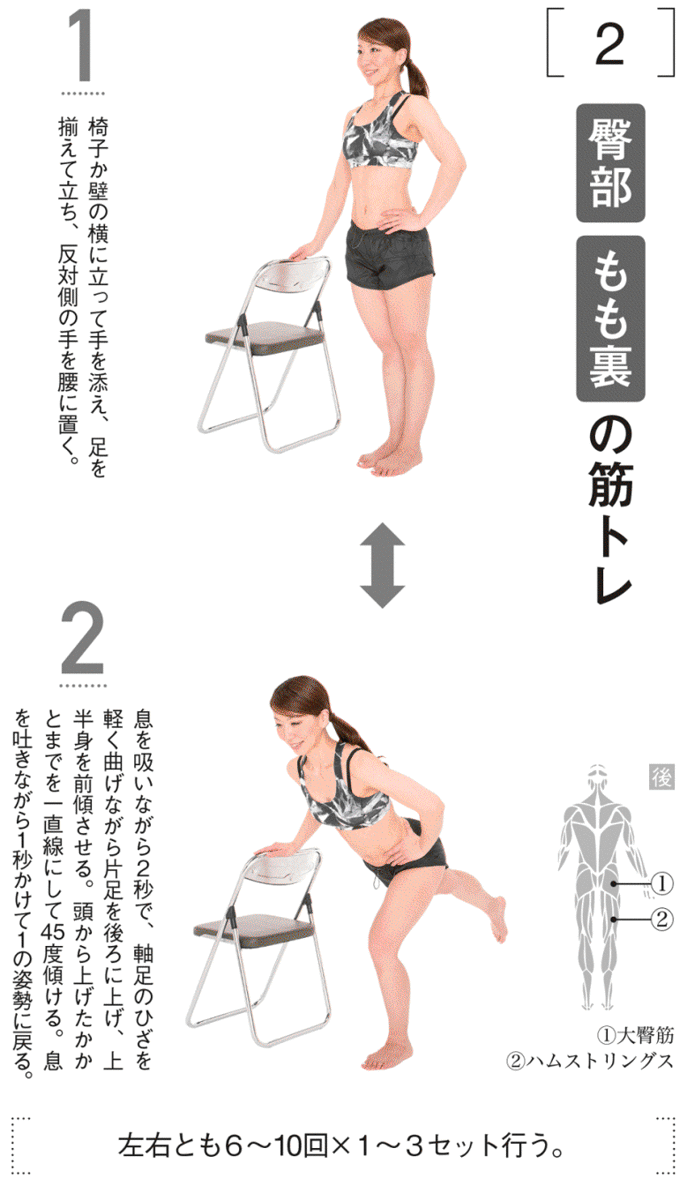 2
臀部 もも裏の筋トレ
1
椅子か壁の横に立って手を添え、足を
揃えて立ち、反対側の手を腰に置く。
2
息を吸いながら2秒で、軸足のひざを
軽く曲げながら片足を後ろに上げ、上
半身を前傾させる。頭から上げたかか
とまでを一直線にして45度傾ける。息
を吐きながら1秒かけて1の姿勢に戻る。
後
①
②
①大臀筋
②ハムストリングス
左右とも6〜10回×1〜3セット行う。